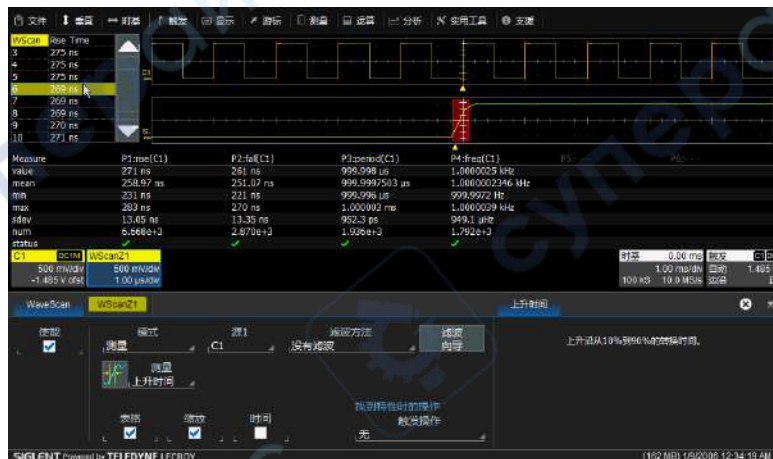 文件 垂直 时基 触发 显示 游标 测量 运算 分析 实用工具 支援
WScan Rise Time
3 275 ns
4 275 ns
5 275 ns
6 269 ns
7 269 ns
8 269 ns
9 270 ns
10 271 ns
C1
Measure P1:rise(C1) P2:fall(C1) P3:period(C1) P4:freq(C1) P5:--- P6:---
value 271 ns 261 ns 999.998 µs 1.0000025 kHz
mean 258.97 ns 251.07 ns 999.9997503 µs 1.0000002346 kHz
min 231 ns 221 ns 999.996 µs 999.9972 Hz
max 283 ns 270 ns 1.000003 ms 1.0000039 kHz
sdev 13.05 ns 13.35 ns 952.3 ps 949.1 µHz
num 6.668e+3 2.870e+3 1.936e+3 1.792e+3
status
C1 DC1M WScanZ1 时基 0.00 ms 触发 C1
500 mV/div 500 mV/div 1.00 ms/div 自动 1.485
-1.485 V ofst 1.00 µs/div 100 kS 10.0 MS/s 边沿
WaveScan WScanZ1 上升时间
使能 模式 源1 滤波方法 滤波
测量 C1 没有滤波 向导
上升沿从10%到90%的转换时间。
测量
上升时间
找到特性时的操作
表格 缩放 时间 触发操作
无
SIGLENT Powered by TELEDYNE LECROY (162 MB) 1/9/2006 12:34:19 AM